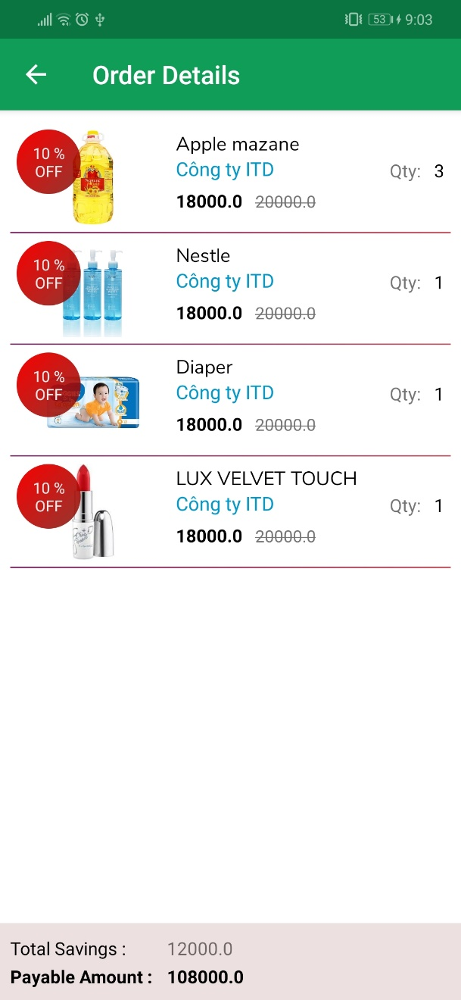 53 9:03
Order Details
10 %
OFF
Apple mazane
Công ty ITD
18000.0 20000.0
Qty: 3
10 %
OFF
Nestle
Công ty ITD
18000.0 20000.0
Qty: 1
10 %
OFF
Diaper
Công ty ITD
18000.0 20000.0
Qty: 1
10 %
OFF
LUX VELVET TOUCH
Công ty ITD
18000.0 20000.0
Qty: 1
Total Savings : 12000.0
Payable Amount : 108000.0